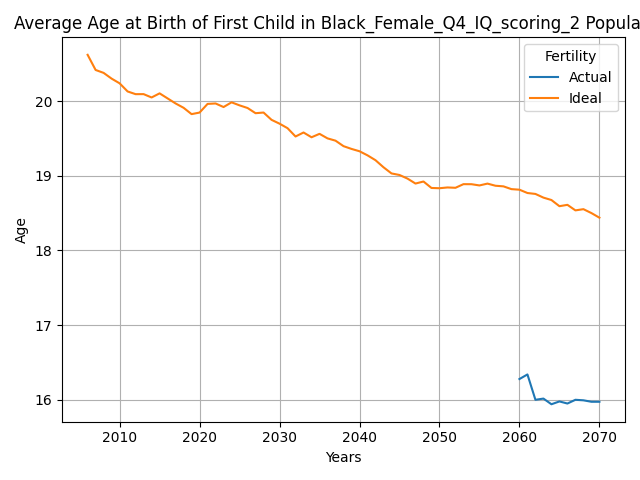 Average Age at Birth of First Child in Black_Female_Q4_IQ_scoring_2 Popula
Fertility
Actual
Ideal
Age
20
19
18
17
16
2010 2020 2030 2040 2050 2060 2070
Years